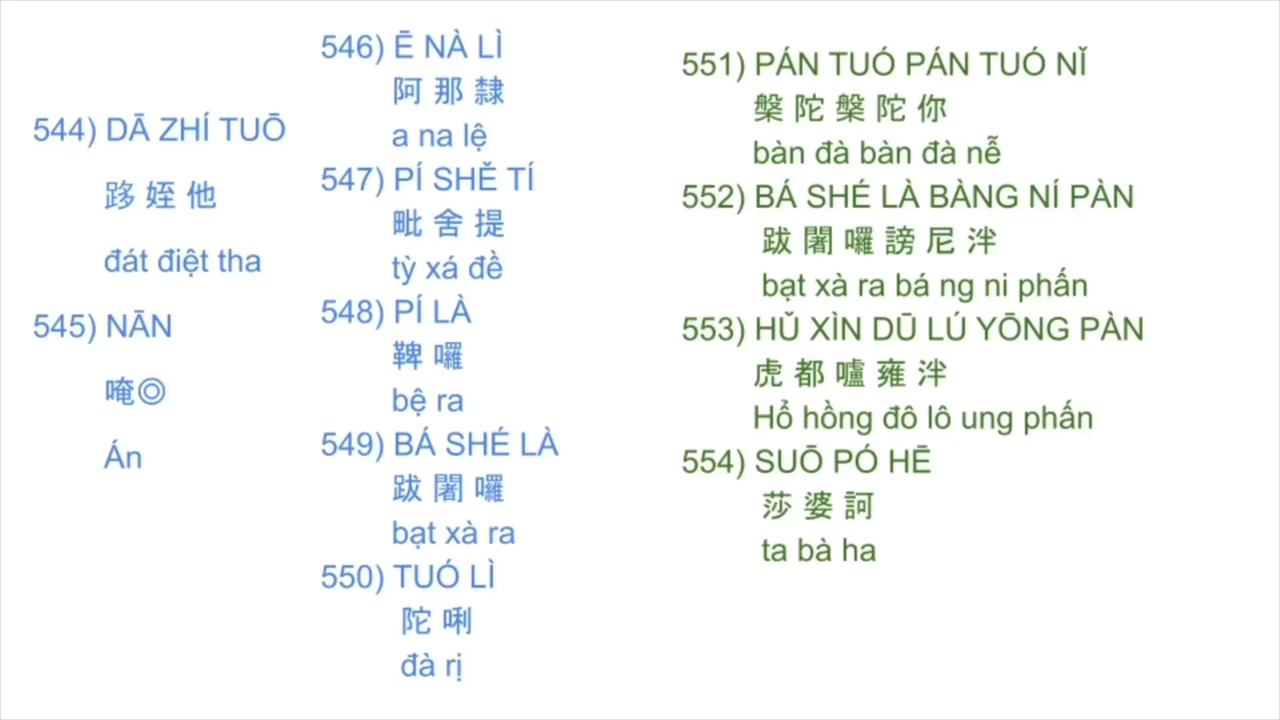 544) DĀ ZHÍ TUŌ
跢 姪 他
đát điệt tha
545) NĀN
唵◎
Án
546) Ē NÀ LÌ
阿 那 隸
a na lệ
547) PÍ SHĚ TÍ
毗 舍 提
tỳ xá đề
548) PÍ LÀ
鞞 囉
bệ ra
549) BÁ SHÉ LÀ
跋 闍 囉
bạt xà ra
550) TUÓ LÌ
陀 唎
đà rị
551) PÁN TUÓ PÁN TUÓ NǏ
槃 陀 槃 陀 你
bàn đà bàn đà nễ
552) BÁ SHÉ LÀ BÀNG NÍ PÀN
跋 闍 囉 謗 尼 泮
bạt xà ra bá ng ni phấn
553) HǓ XÌN DŪ LÚ YŌNG PÀN
虎 都 嚧 雍 泮
Hổ hồng đô lô ung phấn
554) SUŌ PÓ HĒ
莎 婆 訶
ta bà ha